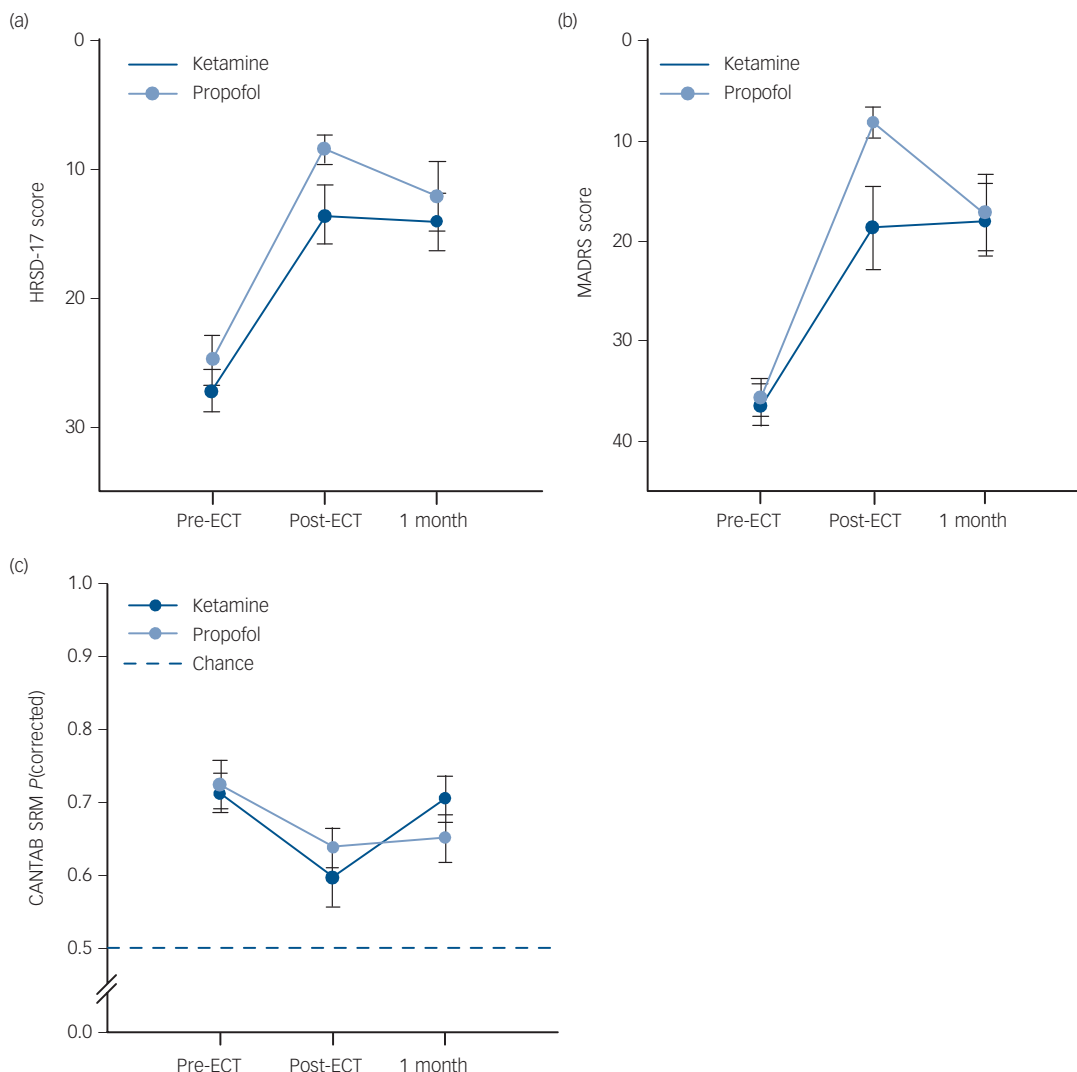 (a)
0
10
20
30
HRSD-17 score
Ketamine
Propofol
Pre-ECT
Post-ECT
1 month
(b)
0
10
20
30
40
MADRS score
Ketamine
Propofol
Pre-ECT
Post-ECT
1 month
(c)
1.0
0.9
0.8
0.7
0.6
0.5
0.0
CANTAB SRM P(corrected)
Ketamine
Propofol
Chance
Pre-ECT
Post-ECT
1 month